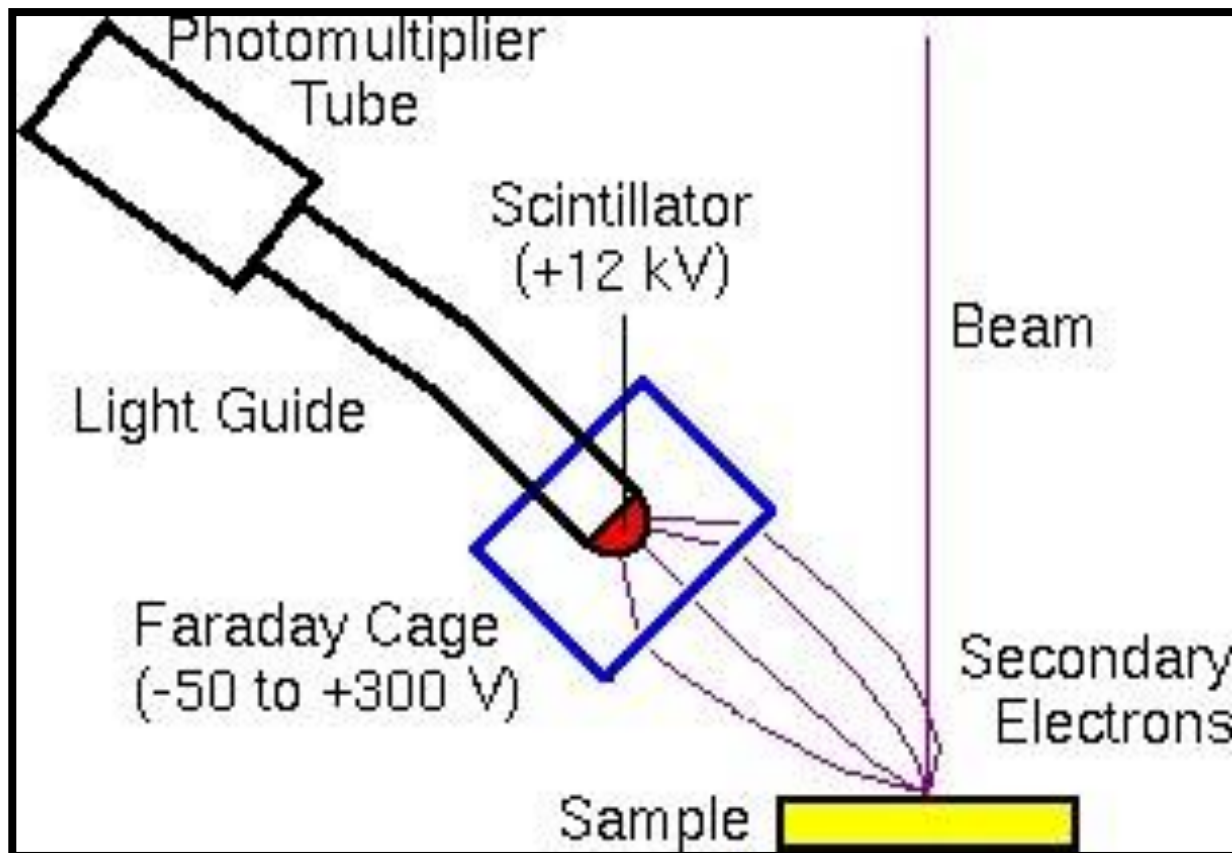 Photomultiplier
Tube
Scintillator
(+12 kV)
Beam
Light Guide
Faraday Cage
(-50 to +300 V)
Secondary
Electrons
Sample